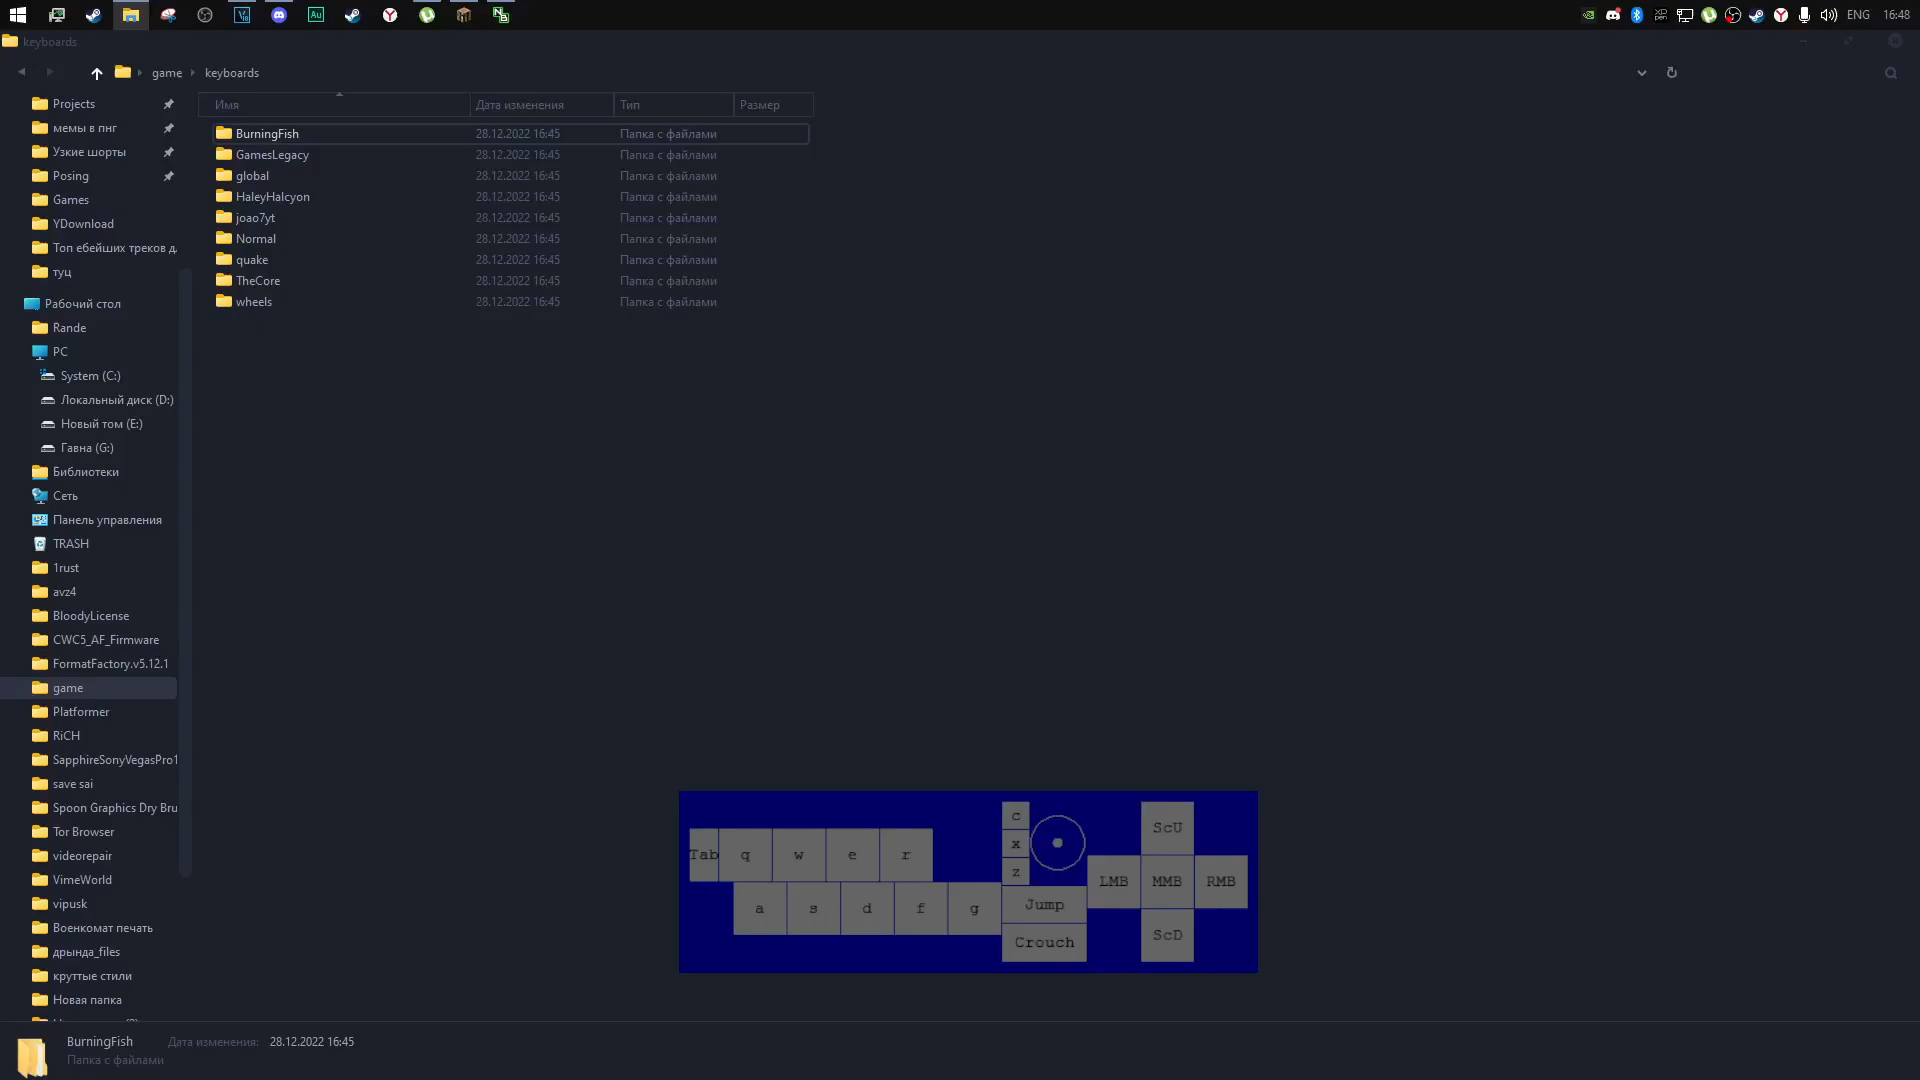 ENG
16:48
keyboards
game
keyboards
Имя
Дата изменения
Тип
Размер
BurningFish 28.12.2022 16:45 Папка с файлами
GamesLegacy 28.12.2022 16:45 Папка с файлами
global 28.12.2022 16:45 Папка с файлами
HaleyHalcyon 28.12.2022 16:45 Папка с файлами
joao7yt 28.12.2022 16:45 Папка с файлами
Normal 28.12.2022 16:45 Папка с файлами
quake 28.12.2022 16:45 Папка с файлами
TheCore 28.12.2022 16:45 Папка с файлами
wheels 28.12.2022 16:45 Папка с файлами
Projects
мемы в пнг
Узкие шорты
Posing
Games
YDownload
Топ ебейших треков д
туц
Рабочий стол
Rande
PC
System (C:)
Локальный диск (D:)
Новый том (E:)
Гавна (G:)
Библиотеки
Сеть
Панель управления
TRASH
1rust
avz4
BloodyLicense
CWC5_AF_Firmware
FormatFactory.v5.12.1
game
Platformer
RiCH
SapphireSonyVegasPro1
save sai
Spoon Graphics Dry Bru
Tor Browser
videorepair
VimeWorld
vipusk
Военкомат печать
дрында_files
круттые стили
Новая папка
Tab q w e r
a s d f g
c
x
z
Jump
Crouch
ScU
LMB MMB RMB
ScD
BurningFish Дата изменения: 28.12.2022 16:45
Папка с файлами